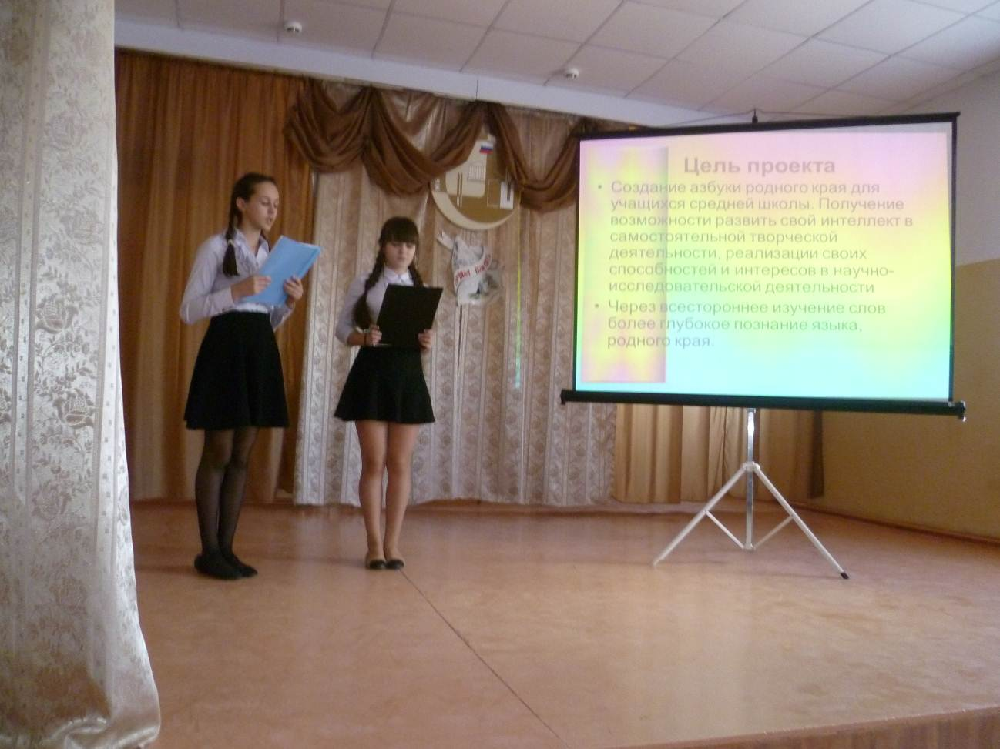 Цель проекта
• Создание азбуки родного края для
учащихся средней школы. Получение
возможности развить свой интеллект в
самостоятельной творческой
деятельности, реализации своих
способностей и интересов в научно-
исследовательской деятельности
• Через всестороннее изучение слов
более глубокое познание языка,
родного края.